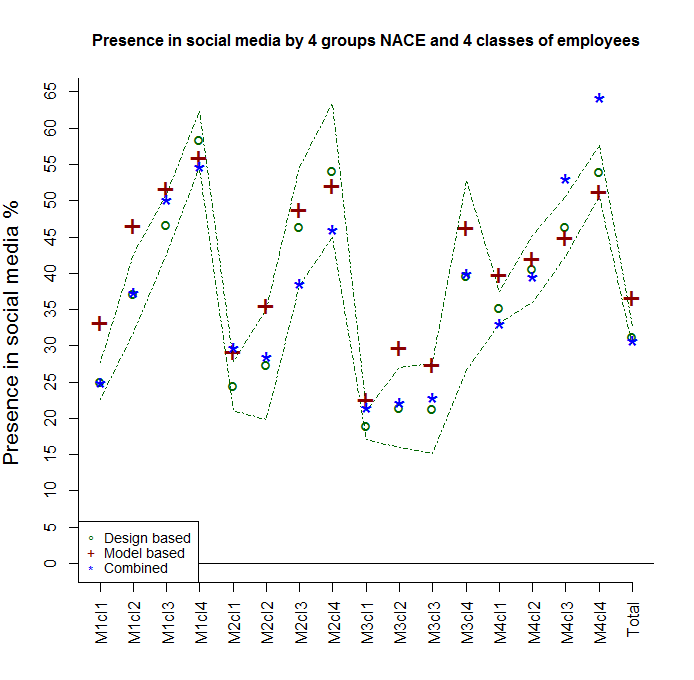 Presence in social media by 4 groups NACE and 4 classes of employees
Presence in social media %
65
60
55
50
45
40
35
30
25
20
15
10
5
0
Design based
Model based
Combined
M1cl1
M1cl2
M1cl3
M1cl4
M2cl1
M2cl2
M2cl3
M2cl4
M3cl1
M3cl2
M3cl3
M3cl4
M4cl1
M4cl2
M4cl3
M4cl4
Total